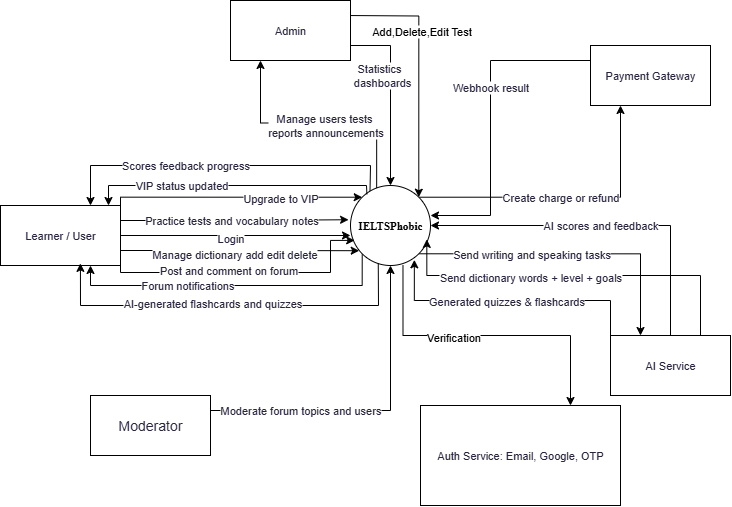 Admin
Add,Delete,Edit Test
Statistics
dashboards
Payment Gateway
Webhook result
Manage users tests
reports announcements
Scores feedback progress
VIP status updated
Upgrade to VIP
Create charge or refund
Learner / User
Practice tests and vocabulary notes
IELTSPhobic
AI scores and feedback
Login
Manage dictionary add edit delete
Send writing and speaking tasks
Post and comment on forum
Send dictionary words + level + goals
Forum notifications
AI-generated flashcards and quizzes
Generated quizzes & flashcards
Verification
AI Service
Moderator
Moderate forum topics and users
Auth Service: Email, Google, OTP